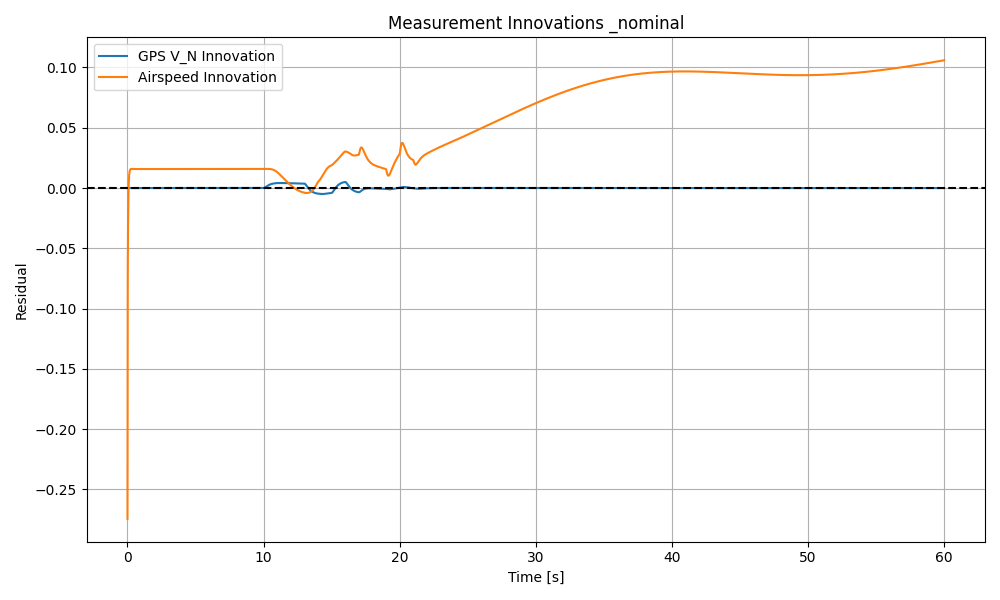 Measurement Innovations _nominal
GPS V_N Innovation
Airspeed Innovation
Residual
0.10
0.05
0.00
−0.05
−0.10
−0.15
−0.20
−0.25
0 10 20 30 40 50 60
Time [s]